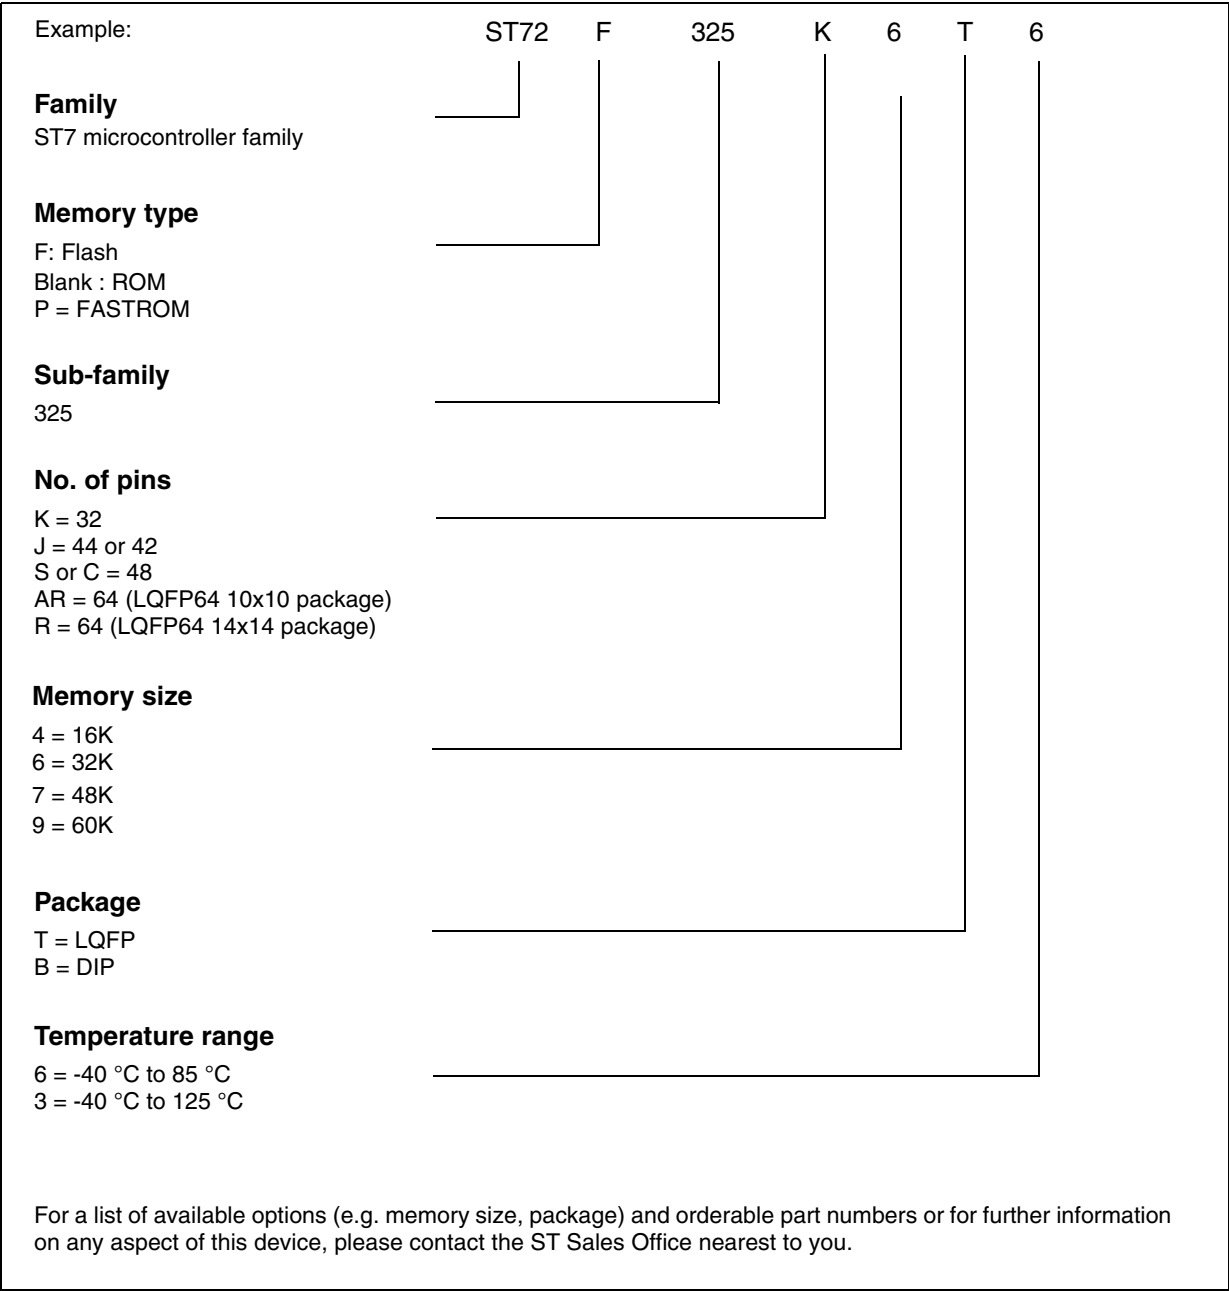 Example: ST72 F 325 K 6 T 6
Family
ST7 microcontroller family
Memory type
F: Flash
Blank : ROM
P = FASTROM
Sub-family
325
No. of pins
K = 32
J = 44 or 42
S or C = 48
AR = 64 (LQFP64 10x10 package)
R = 64 (LQFP64 14x14 package)
Memory size
4 = 16K
6 = 32K
7 = 48K
9 = 60K
Package
T = LQFP
B = DIP
Temperature range
6 = -40 °C to 85 °C
3 = -40 °C to 125 °C
For a list of available options (e.g. memory size, package) and orderable part numbers or for further information
on any aspect of this device, please contact the ST Sales Office nearest to you.